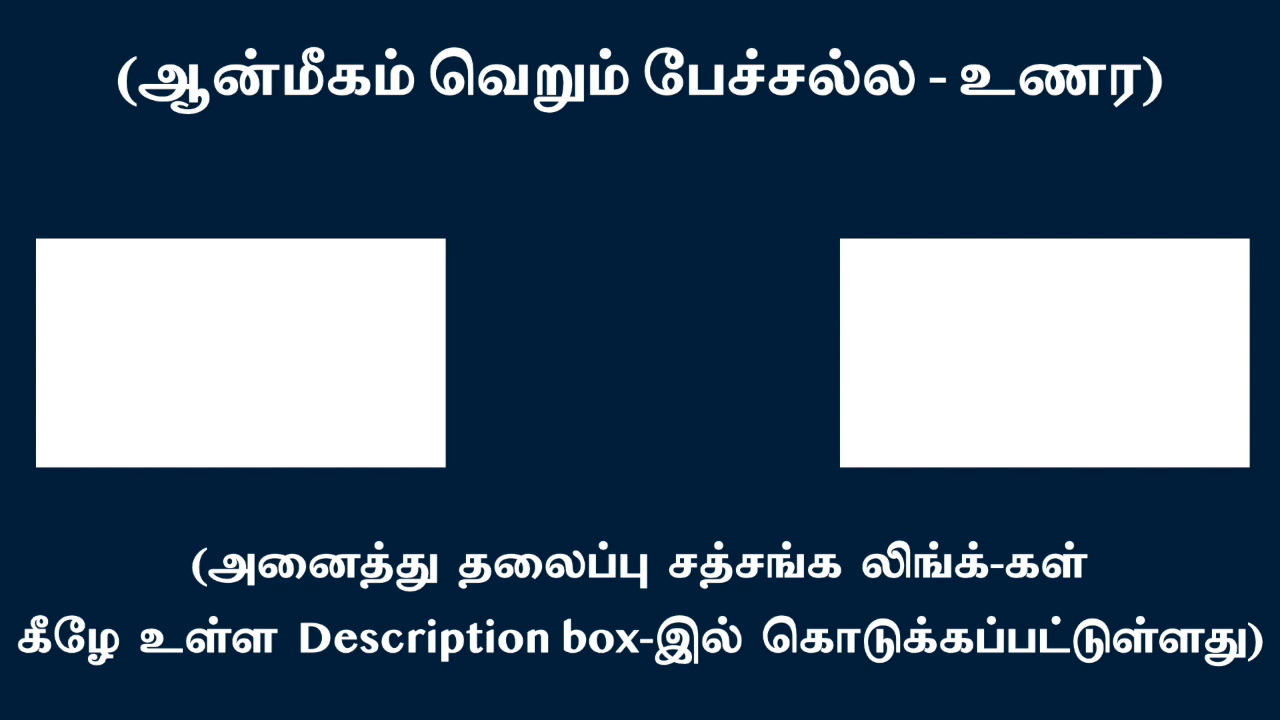 (ஆன்மீகம் வெறும் பேச்சல்ல - உணர)
(அனைத்து தலைப்பு சத்சங்க லிங்க்-கள்
கீழே உள்ள Description box-இல் கொடுக்கப்பட்டுள்ளது)